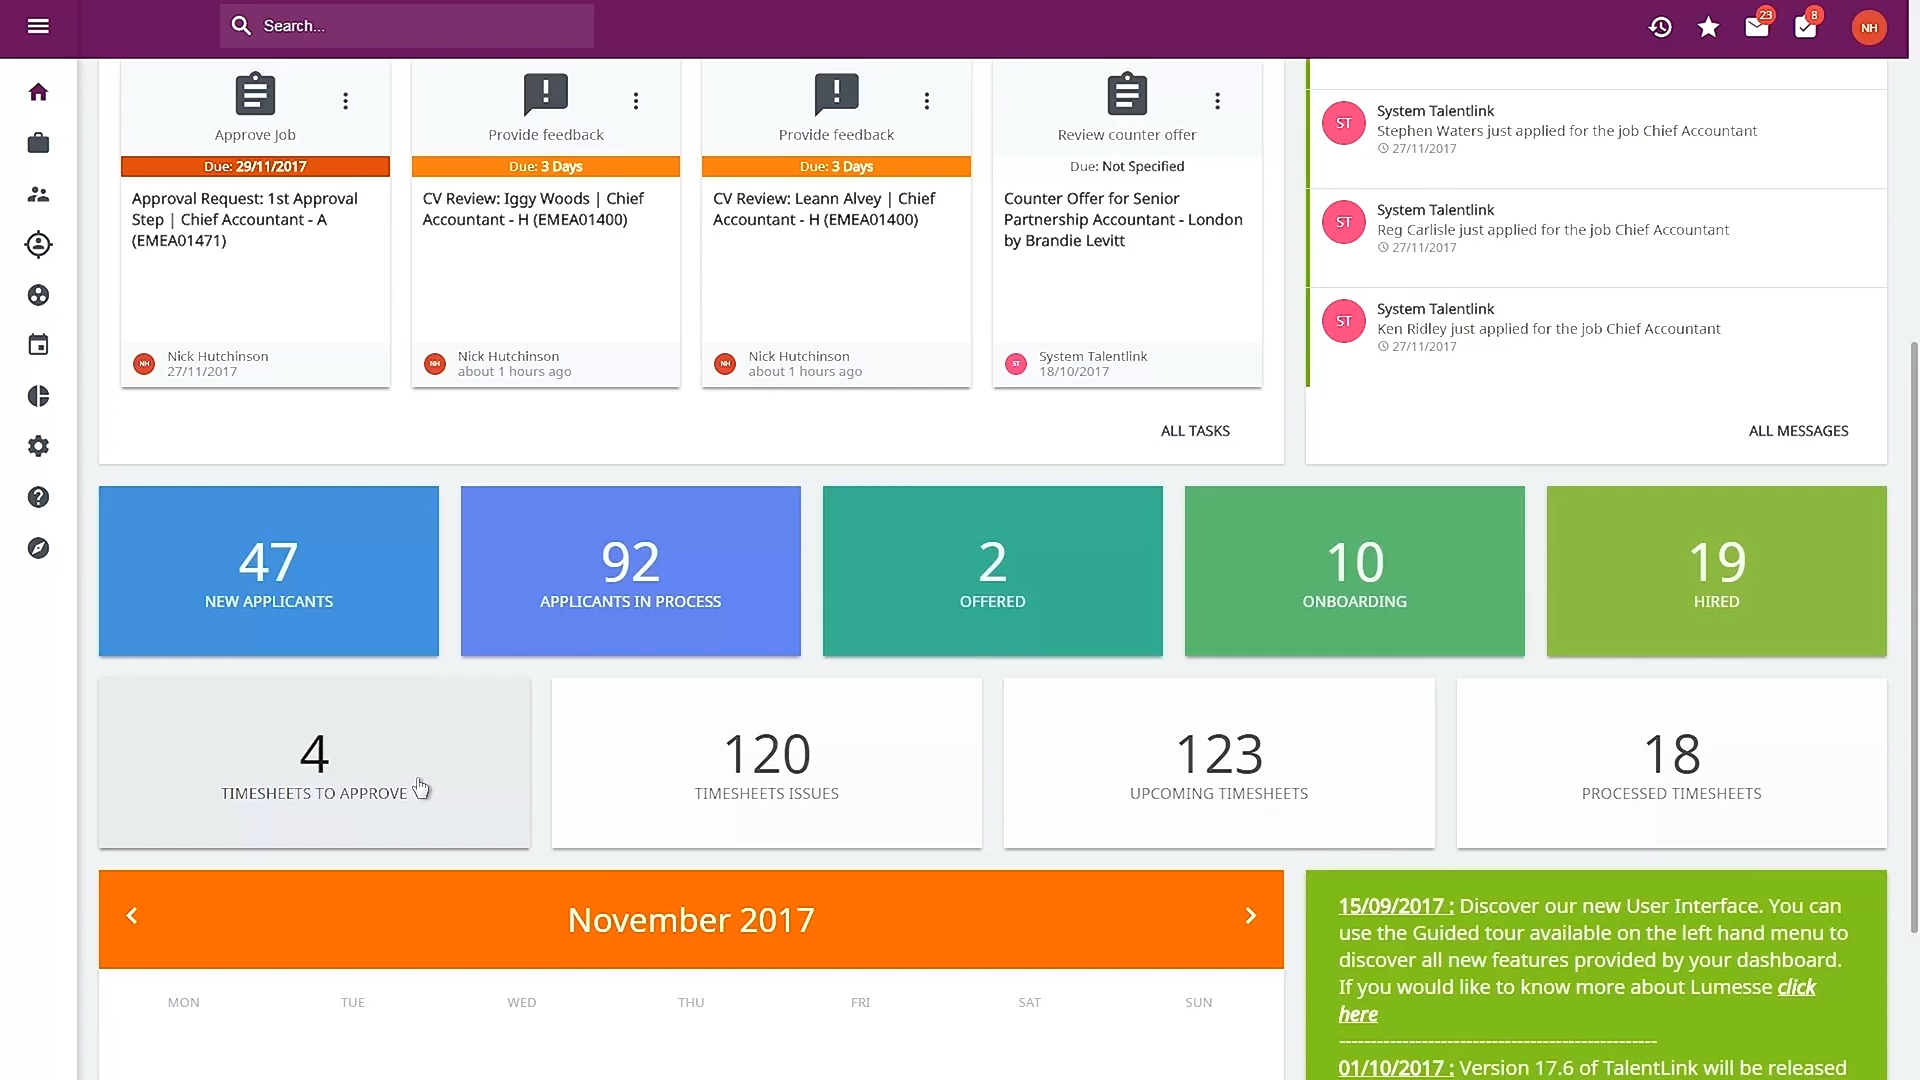 Search...
23
8
NH
Approve Job
Due: 29/11/2017
Approval Request: 1st Approval
Step | Chief Accountant - A
(EMEA01471)
NH
Nick Hutchinson
27/11/2017
Provide feedback
Due: 3 Days
CV Review: Iggy Woods | Chief
Accountant - H (EMEA01400)
NH
Nick Hutchinson
about 1 hours ago
Provide feedback
Due: 3 Days
CV Review: Leann Alvey | Chief
Accountant - H (EMEA01400)
NH
Nick Hutchinson
about 1 hours ago
Review counter offer
Due: Not Specified
Counter Offer for Senior
Partnership Accountant - London
by Brandie Levitt
ST
System Talentlink
18/10/2017
ALL TASKS
ST
System Talentlink
Stephen Waters just applied for the job Chief Accountant
27/11/2017
ST
System Talentlink
Reg Carlisle just applied for the job Chief Accountant
27/11/2017
ST
System Talentlink
Ken Ridley just applied for the job Chief Accountant
27/11/2017
ALL MESSAGES
47
NEW APPLICANTS
92
APPLICANTS IN PROCESS
2
OFFERED
10
ONBOARDING
19
HIRED
4
TIMESHEETS TO APPROVE
120
TIMESHEETS ISSUES
123
UPCOMING TIMESHEETS
18
PROCESSED TIMESHEETS
November 2017
MON TUE WED THU FRI SAT SUN
15/09/2017 : Discover our new User Interface. You can
use the Guided tour available on the left hand menu to
discover all new features provided by your dashboard.
If you would like to know more about Lumesse click
here
----------------------------------------------------
01/10/2017 : Version 17.6 of TalentLink will be released